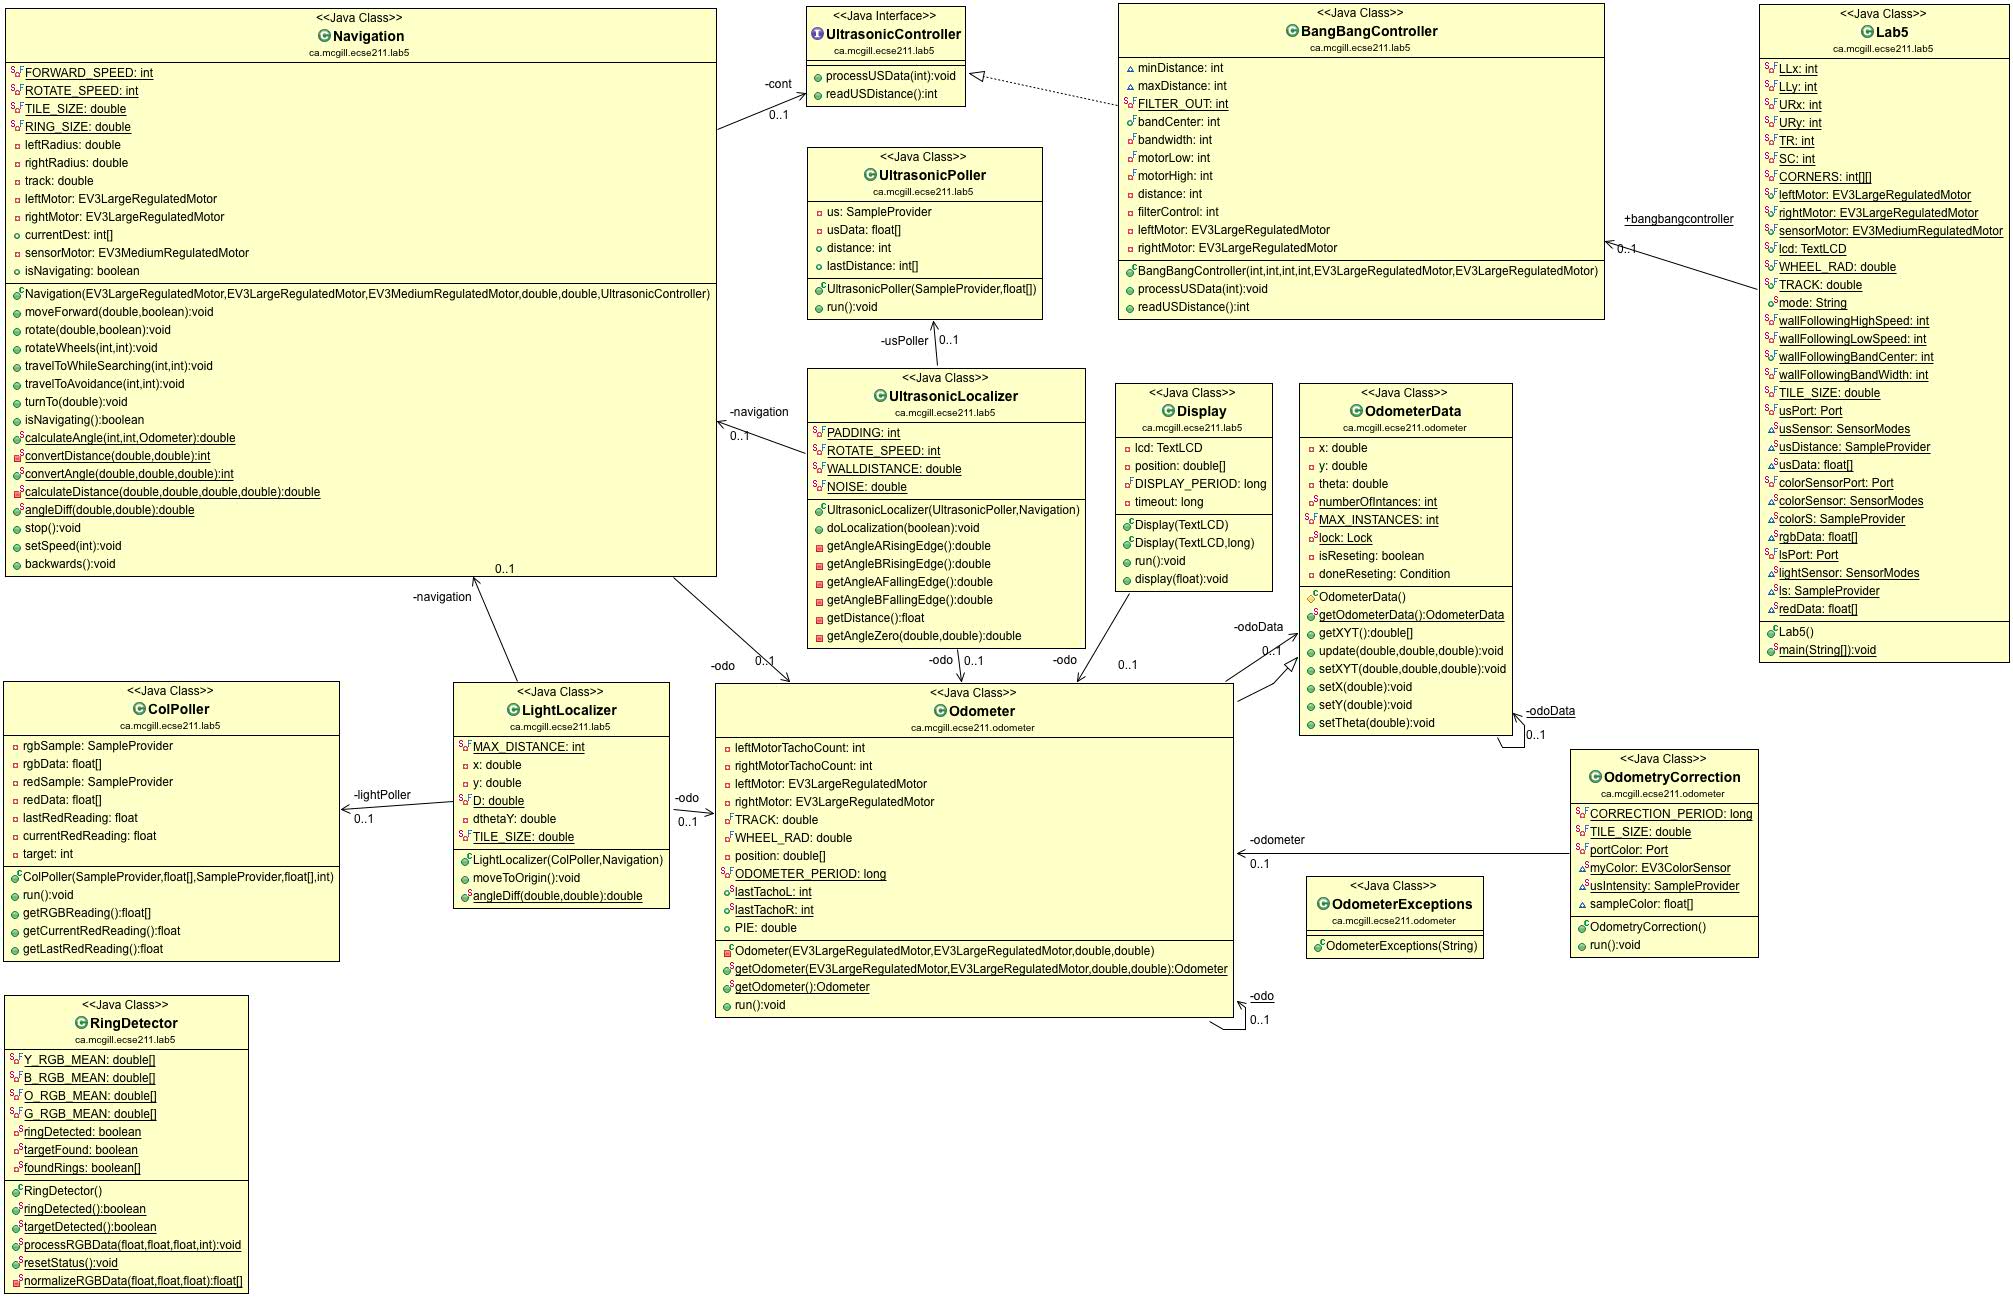 <<Java Class>>
Navigation
ca.mcgill.ecse211.lab5
FORWARD_SPEED: int
ROTATE_SPEED: int
TILE_SIZE: double
RING_SIZE: double
leftRadius: double
rightRadius: double
track: double
leftMotor: EV3LargeRegulatedMotor
rightMotor: EV3LargeRegulatedMotor
currentDest: int[]
sensorMotor: EV3MediumRegulatedMotor
isNavigating: boolean
Navigation(EV3LargeRegulatedMotor,EV3LargeRegulatedMotor,EV3MediumRegulatedMotor,double,double,UltrasonicController)
moveForward(double,boolean):void
rotate(double,boolean):void
rotateWheels(int,int):void
travelToWhileSearching(int,int):void
travelToAvoidance(int,int):void
turnTo(double):void
isNavigating():boolean
calculateAngle(int,int,Odometer):double
convertDistance(double,double):int
convertAngle(double,double,double):int
calculateDistance(double,double,double,double):double
angleDiff(double,double):double
stop():void
setSpeed(int):void
backwards():void
-cont
0..1
<<Java Interface>>
UltrasonicController
ca.mcgill.ecse211.lab5
processUSData(int):void
readUSDistance():int
<<Java Class>>
UltrasonicPoller
ca.mcgill.ecse211.lab5
us: SampleProvider
usData: float[]
distance: int
lastDistance: int[]
UltrasonicPoller(SampleProvider,float[])
run():void
-usPoller
0..1
<<Java Class>>
BangBangController
ca.mcgill.ecse211.lab5
minDistance: int
maxDistance: int
FILTER_OUT: int
bandCenter: int
bandwidth: int
motorLow: int
motorHigh: int
distance: int
filterControl: int
leftMotor: EV3LargeRegulatedMotor
rightMotor: EV3LargeRegulatedMotor
BangBangController(int,int,int,int,EV3LargeRegulatedMotor,EV3LargeRegulatedMotor)
processUSData(int):void
readUSDistance():int
+bangbangcontroller
0..1
<<Java Class>>
Lab5
ca.mcgill.ecse211.lab5
LLx: int
LLy: int
URx: int
URy: int
TR: int
SC: int
CORNERS: int[][]
leftMotor: EV3LargeRegulatedMotor
rightMotor: EV3LargeRegulatedMotor
sensorMotor: EV3MediumRegulatedMotor
lcd: TextLCD
WHEEL_RAD: double
TRACK: double
mode: String
wallFollowingHighSpeed: int
wallFollowingLowSpeed: int
wallFollowingBandCenter: int
wallFollowingBandWidth: int
TILE_SIZE: double
usPort: Port
usSensor: SensorModes
usDistance: SampleProvider
usData: float[]
colorSensorPort: Port
colorSensor: SensorModes
colorS: SampleProvider
rgbData: float[]
lsPort: Port
lightSensor: SensorModes
ls: SampleProvider
redData: float[]
Lab5()
main(String[]):void
-navigation
0..1
<<Java Class>>
UltrasonicLocalizer
ca.mcgill.ecse211.lab5
PADDING: int
ROTATE_SPEED: int
WALLDISTANCE: double
NOISE: double
UltrasonicLocalizer(UltrasonicPoller,Navigation)
doLocalization(boolean):void
getAngleARisingEdge():double
getAngleBRisingEdge():double
getAngleAFallingEdge():double
getAngleBFallingEdge():double
getDistance():float
getAngleZero(double,double):double
<<Java Class>>
Display
ca.mcgill.ecse211.lab5
lcd: TextLCD
position: double[]
DISPLAY_PERIOD: long
timeout: long
Display(TextLCD)
Display(TextLCD,long)
run():void
display(float):void
<<Java Class>>
OdometerData
ca.mcgill.ecse211.odometer
x: double
y: double
theta: double
numberOfIntances: int
MAX_INSTANCES: int
lock: Lock
isReseting: boolean
doneReseting: Condition
OdometerData()
getOdometerData():OdometerData
getXYT():double[]
update(double,double,double):void
setXYT(double,double,double):void
setX(double):void
setY(double):void
setTheta(double):void
-odoData
0..1
-odoData
0..1
0..1
-navigation
-odo
0..1
-odo
0..1
-odo
0..1
<<Java Class>>
ColPoller
ca.mcgill.ecse211.lab5
rgbSample: SampleProvider
rgbData: float[]
redSample: SampleProvider
redData: float[]
lastRedReading: float
currentRedReading: float
target: int
ColPoller(SampleProvider,float[],SampleProvider,float[],int)
run():void
getRGBReading():float[]
getCurrentRedReading():float
getLastRedReading():float
-lightPoller
0..1
<<Java Class>>
LightLocalizer
ca.mcgill.ecse211.lab5
MAX_DISTANCE: int
x: double
y: double
D: double
dthetaY: double
TILE_SIZE: double
LightLocalizer(ColPoller,Navigation)
moveToOrigin():void
angleDiff(double,double):double
-odo
0..1
<<Java Class>>
Odometer
ca.mcgill.ecse211.odometer
leftMotorTachoCount: int
rightMotorTachoCount: int
leftMotor: EV3LargeRegulatedMotor
rightMotor: EV3LargeRegulatedMotor
TRACK: double
WHEEL_RAD: double
position: double[]
ODOMETER_PERIOD: long
lastTachoL: int
lastTachoR: int
PIE: double
Odometer(EV3LargeRegulatedMotor,EV3LargeRegulatedMotor,double,double)
getOdometer(EV3LargeRegulatedMotor,EV3LargeRegulatedMotor,double,double):Odometer
getOdometer():Odometer
run():void
-odo
0..1
-odometer
0..1
<<Java Class>>
OdometerExceptions
ca.mcgill.ecse211.odometer
OdometerExceptions(String)
<<Java Class>>
OdometryCorrection
ca.mcgill.ecse211.odometer
CORRECTION_PERIOD: long
TILE_SIZE: double
portColor: Port
myColor: EV3ColorSensor
usIntensity: SampleProvider
sampleColor: float[]
OdometryCorrection()
run():void
<<Java Class>>
RingDetector
ca.mcgill.ecse211.lab5
Y_RGB_MEAN: double[]
B_RGB_MEAN: double[]
O_RGB_MEAN: double[]
G_RGB_MEAN: double[]
ringDetected: boolean
targetFound: boolean
foundRings: boolean[]
RingDetector()
ringDetected():boolean
targetDetected():boolean
processRGBData(float,float,float,int):void
resetStatus():void
normalizeRGBData(float,float,float):float[]